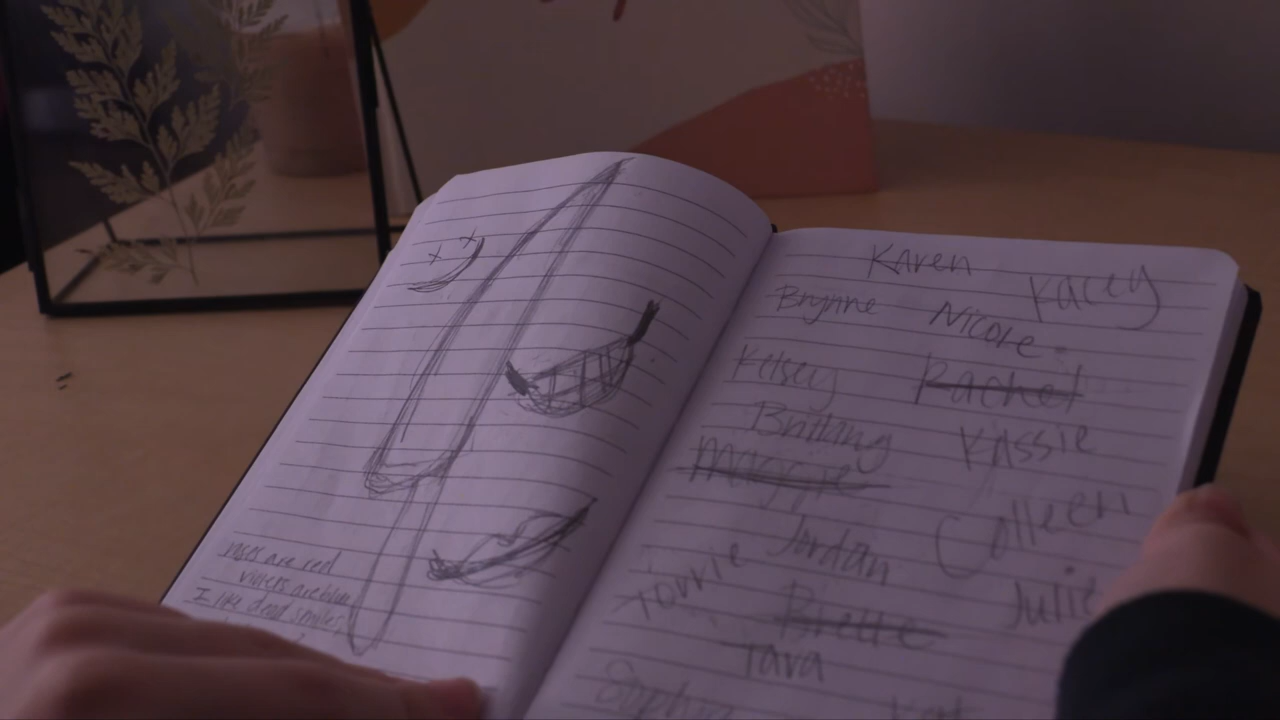 roses are red
violets are blue
I like dead smiles
Karen
Kacey
Brynne
Nicole
Kelsey
Rachel
Brittany
Kassie
Maggie
Colleen
Jordan
Torrie
Julie
Brette
Tara
Sophia